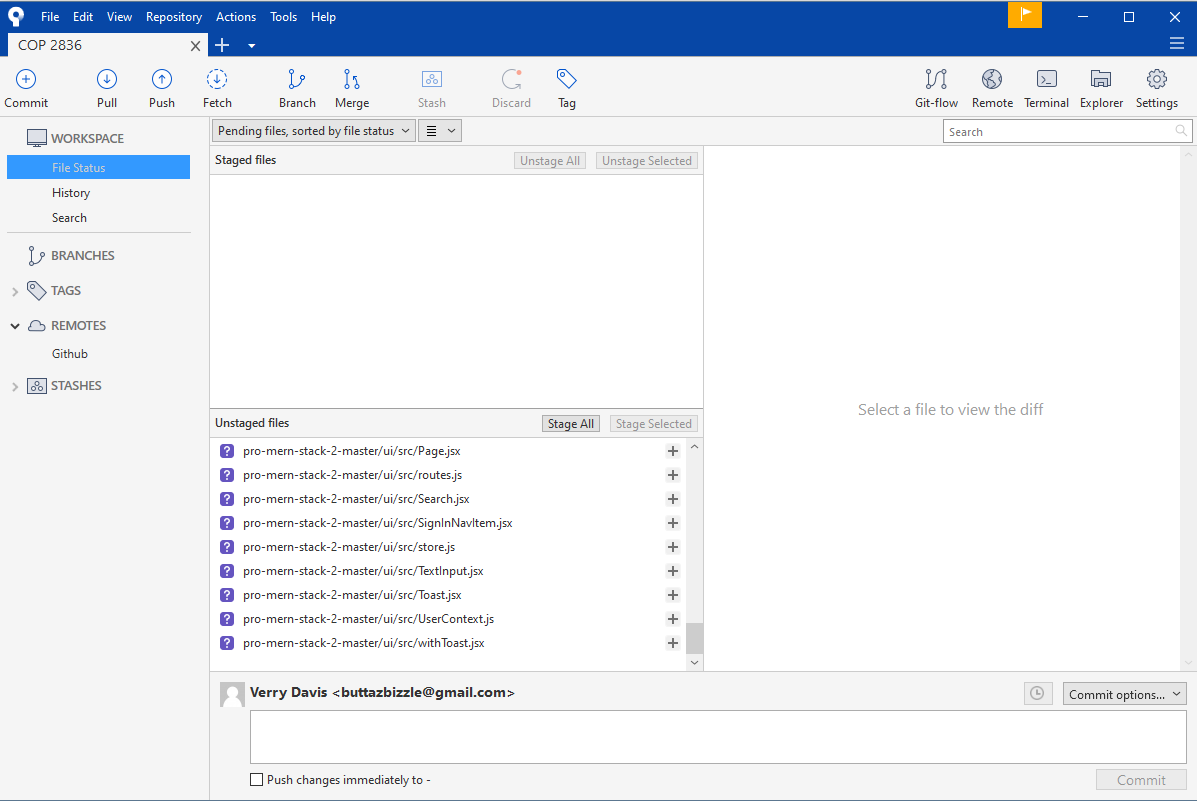 File Edit View Repository Actions Tools Help
COP 2836
Commit Pull Push Fetch Branch Merge Stash Discard Tag Git-flow Remote Terminal Explorer Settings
WORKSPACE
File Status
History
Search
BRANCHES
TAGS
REMOTES
Github
STASHES
Pending files, sorted by file status
Search
Staged files Unstage All Unstage Selected
Select a file to view the diff
Unstaged files Stage All Stage Selected
pro-mern-stack-2-master/ui/src/Page.jsx
pro-mern-stack-2-master/ui/src/routes.js
pro-mern-stack-2-master/ui/src/Search.jsx
pro-mern-stack-2-master/ui/src/SignInNavItem.jsx
pro-mern-stack-2-master/ui/src/store.js
pro-mern-stack-2-master/ui/src/TextInput.jsx
pro-mern-stack-2-master/ui/src/Toast.jsx
pro-mern-stack-2-master/ui/src/UserContext.js
pro-mern-stack-2-master/ui/src/withToast.jsx
Verry Davis <buttazbizzle@gmail.com>
Commit options...
Push changes immediately to -
Commit